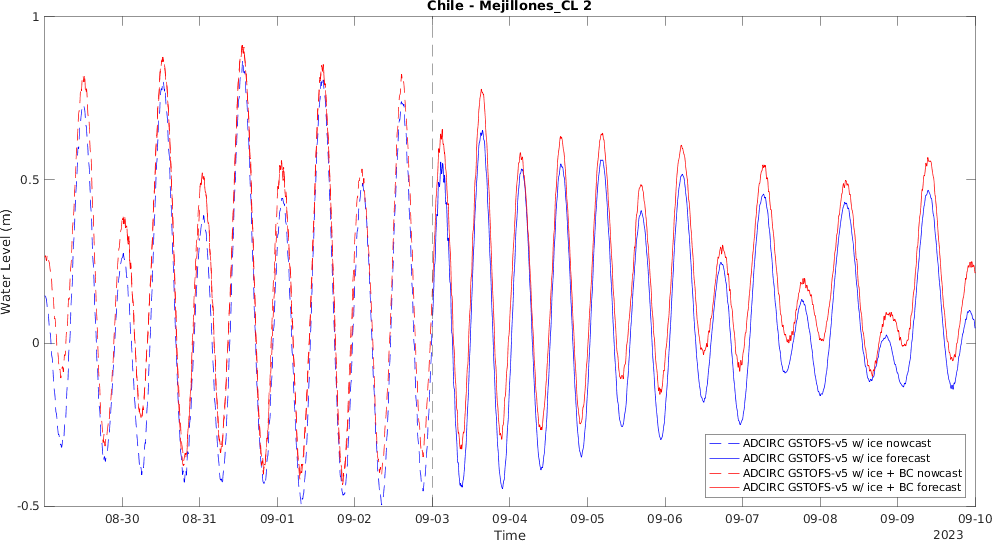 Chile - Mejillones_CL 2
1
0.5
0
-0.5
Water Level (m)
08-30 08-31 09-01 09-02 09-03 09-04 09-05 09-06 09-07 09-08 09-09 09-10
Time
2023
ADCIRC GSTOFS-v5 w/ ice nowcast
ADCIRC GSTOFS-v5 w/ ice forecast
ADCIRC GSTOFS-v5 w/ ice + BC nowcast
ADCIRC GSTOFS-v5 w/ ice + BC forecast